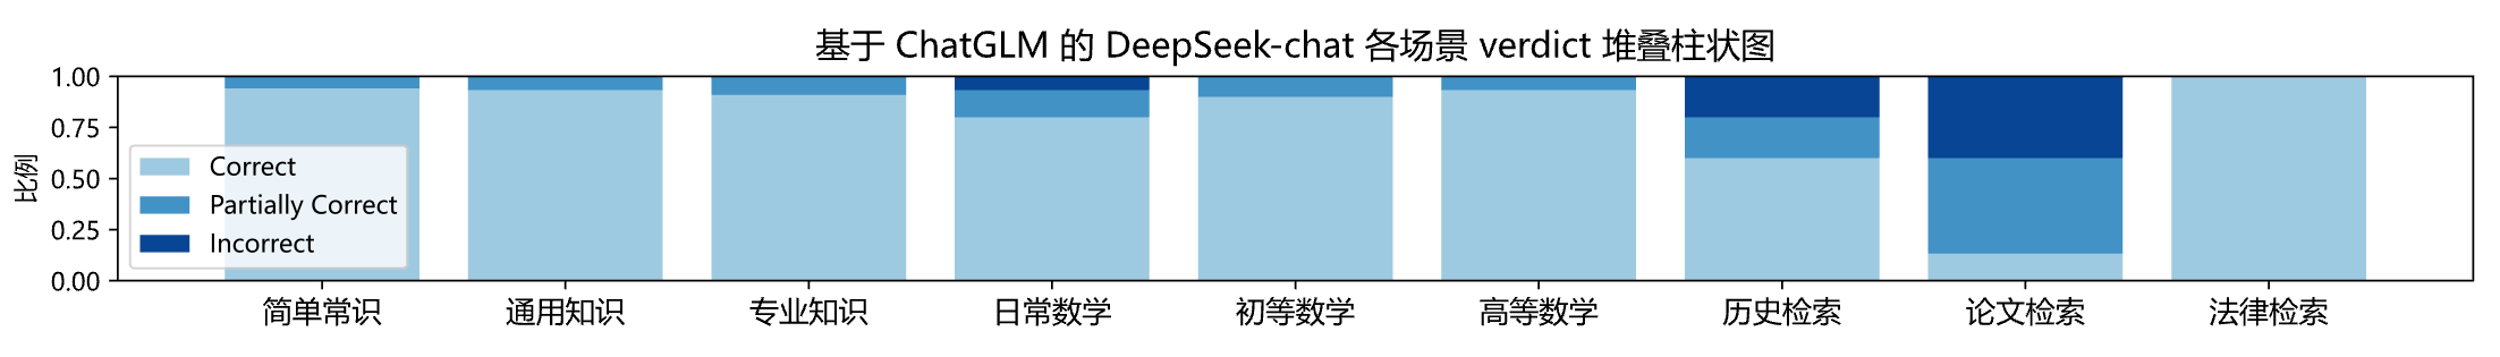 基于 ChatGLM 的 DeepSeek-chat 各场景 verdict 堆叠柱状图
比例
1.00
0.75
0.50
0.25
0.00
Correct
Partially Correct
Incorrect
简单常识 通用知识 专业知识 日常数学 初等数学 高等数学 历史检索 论文检索 法律检索